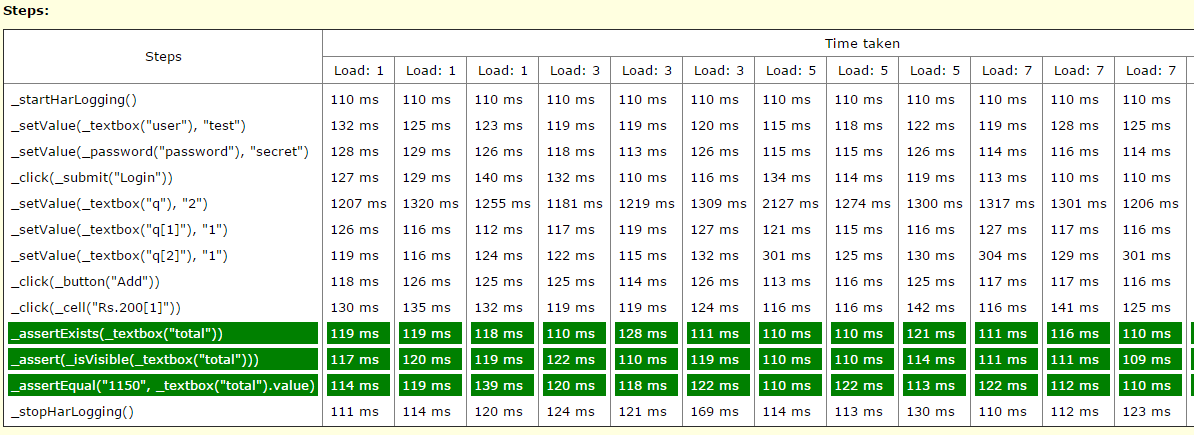 Steps:
Steps Time taken
Load: 1 Load: 1 Load: 1 Load: 3 Load: 3 Load: 3 Load: 5 Load: 5 Load: 5 Load: 7 Load: 7 Load: 7
_startHarLogging() 110 ms 110 ms 110 ms 110 ms 110 ms 110 ms 110 ms 110 ms 110 ms 110 ms 110 ms 110 ms
_setValue(_textbox("user"), "test") 132 ms 125 ms 123 ms 119 ms 119 ms 120 ms 115 ms 118 ms 122 ms 119 ms 128 ms 125 ms
_setValue(_password("password"), "secret") 128 ms 129 ms 126 ms 118 ms 113 ms 126 ms 115 ms 115 ms 126 ms 114 ms 116 ms 114 ms
_click(_submit("Login")) 127 ms 129 ms 140 ms 132 ms 110 ms 116 ms 134 ms 114 ms 119 ms 113 ms 110 ms 110 ms
_setValue(_textbox("q"), "2") 1207 ms 1320 ms 1255 ms 1181 ms 1219 ms 1309 ms 2127 ms 1274 ms 1300 ms 1317 ms 1301 ms 1206 ms
_setValue(_textbox("q[1]"), "1") 126 ms 116 ms 112 ms 117 ms 119 ms 127 ms 121 ms 115 ms 116 ms 127 ms 117 ms 116 ms
_setValue(_textbox("q[2]"), "1") 119 ms 116 ms 124 ms 122 ms 115 ms 132 ms 301 ms 125 ms 130 ms 304 ms 129 ms 301 ms
_click(_button("Add")) 118 ms 126 ms 125 ms 125 ms 114 ms 126 ms 113 ms 116 ms 125 ms 117 ms 117 ms 116 ms
_click(_cell("Rs.200[1]")) 130 ms 135 ms 132 ms 119 ms 119 ms 124 ms 116 ms 116 ms 142 ms 116 ms 141 ms 125 ms
_assertExists(_textbox("total")) 119 ms 119 ms 118 ms 110 ms 128 ms 111 ms 110 ms 110 ms 121 ms 111 ms 116 ms 110 ms
_assert(_isVisible(_textbox("total"))) 117 ms 120 ms 119 ms 122 ms 110 ms 119 ms 110 ms 110 ms 114 ms 111 ms 111 ms 109 ms
_assertEqual("1150", _textbox("total").value) 114 ms 119 ms 139 ms 120 ms 118 ms 122 ms 110 ms 122 ms 113 ms 122 ms 112 ms 110 ms
_stopHarLogging() 111 ms 114 ms 120 ms 124 ms 121 ms 169 ms 114 ms 113 ms 130 ms 110 ms 112 ms 123 ms